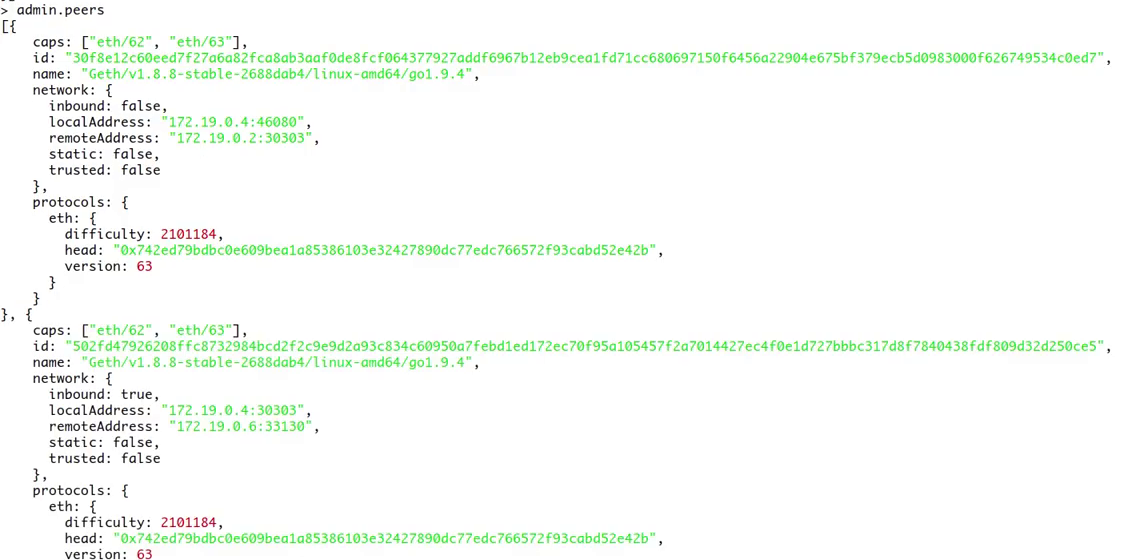 > admin.peers
[{
    caps: ["eth/62", "eth/63"],
    id: "30f8e12c60eed7f27a6a82fca8ab3aaf0de8fcf064377927addf6967b12eb9cea1fd71cc680697150f6456a22904e675bf379ecb5d0983000f626749534c0ed7",
    name: "Geth/v1.8.8-stable-2688dab4/linux-amd64/go1.9.4",
    network: {
      inbound: false,
      localAddress: "172.19.0.4:46080",
      remoteAddress: "172.19.0.2:30303",
      static: false,
      trusted: false
    },
    protocols: {
      eth: {
        difficulty: 2101184,
        head: "0x742ed79bdbc0e609bea1a85386103e32427890dc77edc766572f93cabd52e42b",
        version: 63
      }
    }
}, {
    caps: ["eth/62", "eth/63"],
    id: "502fd47926208ffc8732984bcd2f2c9e9d2a93c834c60950a7febd1ed172ec70f95a105457f2a7014427ec4f0e1d727bbbc317d8f7840438fdf809d32d250ce5",
    name: "Geth/v1.8.8-stable-2688dab4/linux-amd64/go1.9.4",
    network: {
      inbound: true,
      localAddress: "172.19.0.4:30303",
      remoteAddress: "172.19.0.6:33130",
      static: false,
      trusted: false
    },
    protocols: {
      eth: {
        difficulty: 2101184,
        head: "0x742ed79bdbc0e609bea1a85386103e32427890dc77edc766572f93cabd52e42b",
        version: 63